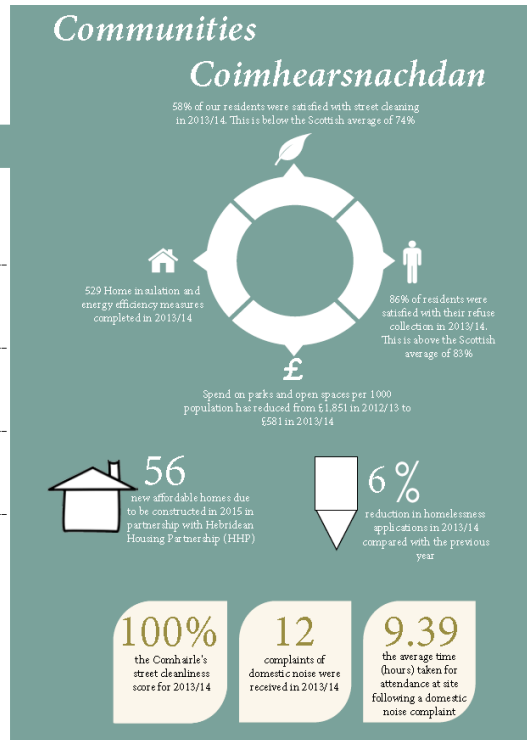 Communities
Coimhearsnachdan
58% of our residents were satisfied with street cleaning
in 2013/14. This is below the Scottish average of 74%
529 Home insulation and
energy efficiency measures
completed in 2013/14
86% of residents were
satisfied with their refuse
collection in 2013/14.
This is above the Scottish
average of 83%
£
Spend on parks and open spaces per 1000
population has reduced from £1,851 in 2012/13 to
£581 in 2013/14
56
new affordable homes due
to be constructed in 2015 in
partnership with Hebridean
Housing Partnership (HHP)
6%
reduction in homelessness
applications in 2013/14
compared with the previous
year
100%
the Comhairle's
street cleanliness
score for 2013/14
12
complaints of
domestic noise were
received in 2013/14
9.39
the average time
(hours) taken for
attendance at site
following a domestic
noise complaint